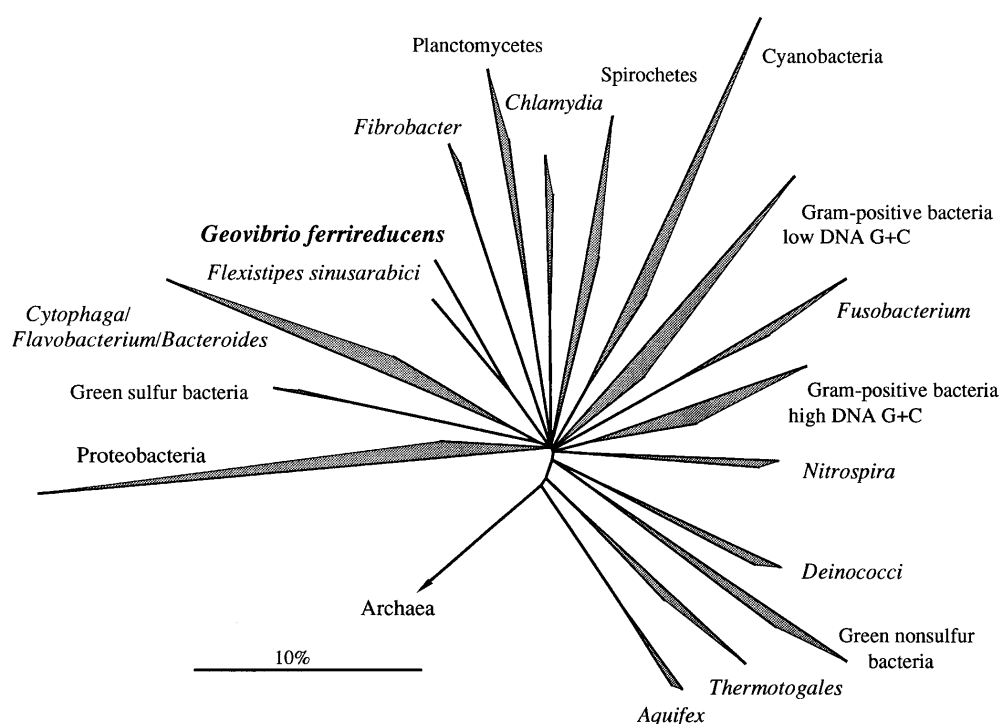 Planctomycetes
Cyanobacteria
Spirochetes
Chlamydia
Fibrobacter
Gram-positive bacteria
low DNA G+C
Geovibrio ferrireducens
Flexistipes sinusarabici
Cytophaga/
Flavobacterium/Bacteroides
Fusobacterium
Green sulfur bacteria
Gram-positive bacteria
high DNA G+C
Proteobacteria
Nitrospira
Deinococci
Archaea
Green nonsulfur
bacteria
10%
Thermotogales
Aquifex